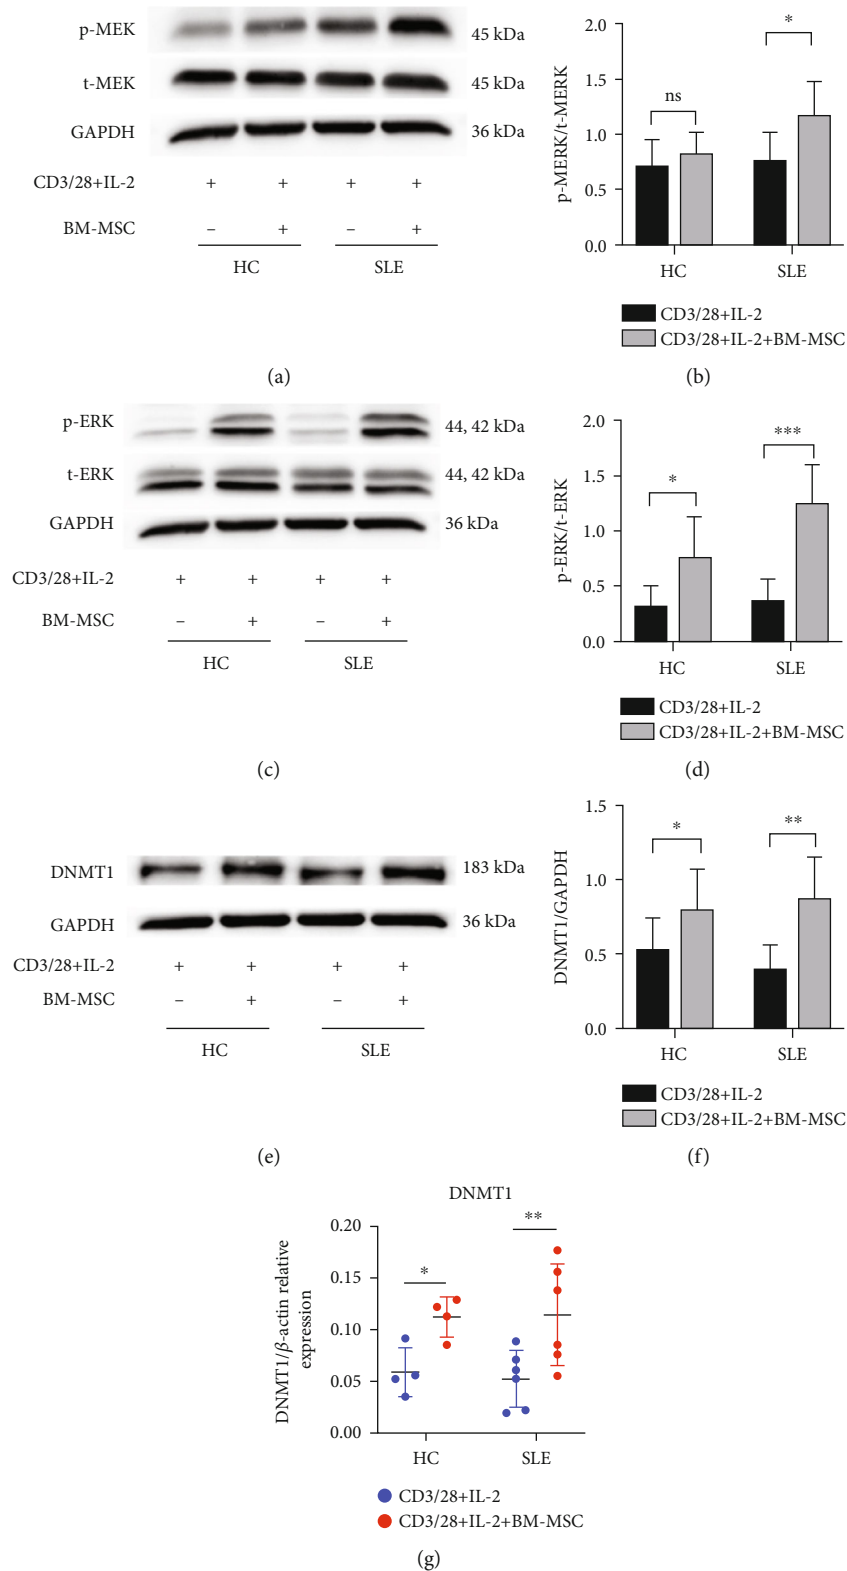 p-MEK 45 kDa
t-MEK 45 kDa
GAPDH 36 kDa
CD3/28+IL-2 + + + +
BM-MSC – + – +
HC SLE
(a)
p-MERK/t-MERK
2.0
1.5
1.0
0.5
0.0
ns *
HC SLE
CD3/28+IL-2
CD3/28+IL-2+BM-MSC
(b)
p-ERK 44, 42 kDa
t-ERK 44, 42 kDa
GAPDH 36 kDa
CD3/28+IL-2 + + + +
BM-MSC – + – +
HC SLE
(c)
p-ERK/t-ERK
2.0
1.5
1.0
0.5
0.0
* ***
HC SLE
CD3/28+IL-2
CD3/28+IL-2+BM-MSC
(d)
DNMT1 183 kDa
GAPDH 36 kDa
CD3/28+IL-2 + + + +
BM-MSC – + – +
HC SLE
(e)
DNMT1/GAPDH
1.5
1.0
0.5
0.0
* **
HC SLE
CD3/28+IL-2
CD3/28+IL-2+BM-MSC
(f)
DNMT1
DNMT1/β-actin relative
expression
0.20
0.15
0.10
0.05
0.00
* **
HC SLE
CD3/28+IL-2
CD3/28+IL-2+BM-MSC
(g)